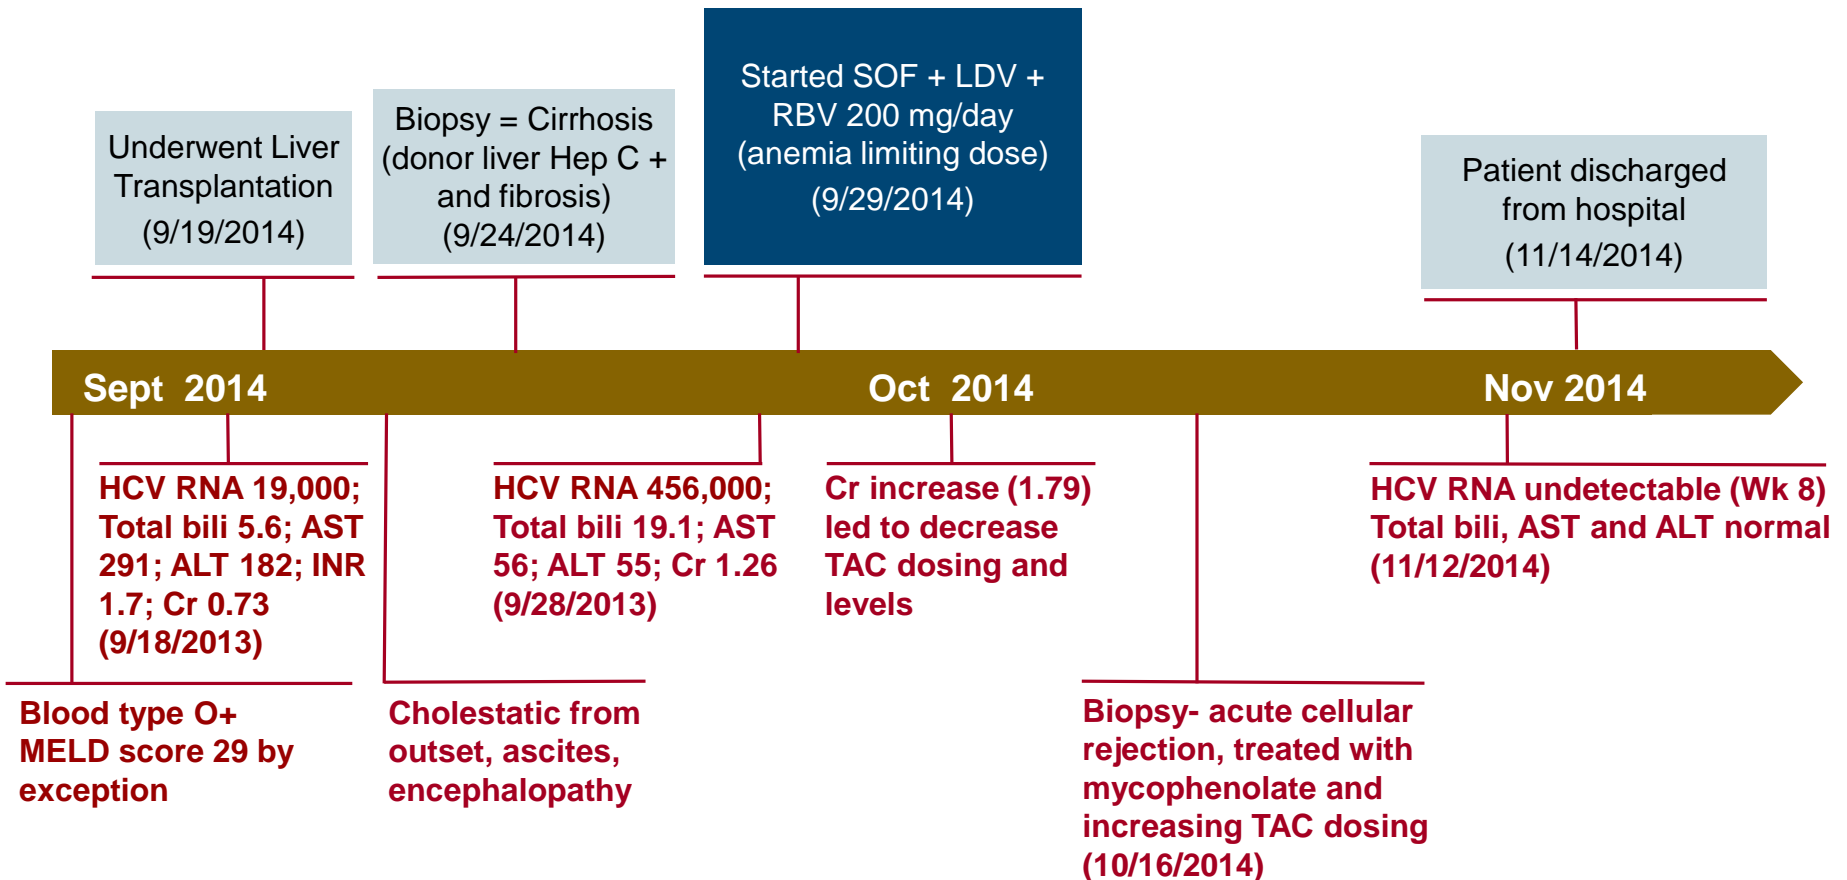 Underwent Liver
Transplantation
(9/19/2014)
Biopsy = Cirrhosis
(donor liver Hep C +
and fibrosis)
(9/24/2014)
Started SOF + LDV +
RBV 200 mg/day
(anemia limiting dose)
(9/29/2014)
Patient discharged
from hospital
(11/14/2014)
Sept 2014
Oct 2014
Nov 2014
HCV RNA 19,000;
Total bili 5.6; AST
291; ALT 182; INR
1.7; Cr 0.73
(9/18/2013)
HCV RNA 456,000;
Total bili 19.1; AST
56; ALT 55; Cr 1.26
(9/28/2013)
Cr increase (1.79)
led to decrease
TAC dosing and
levels
HCV RNA undetectable (Wk 8)
Total bili, AST and ALT normal
(11/12/2014)
Blood type O+
MELD score 29 by
exception
Cholestatic from
outset, ascites,
encephalopathy
Biopsy- acute cellular
rejection, treated with
mycophenolate and
increasing TAC dosing
(10/16/2014)